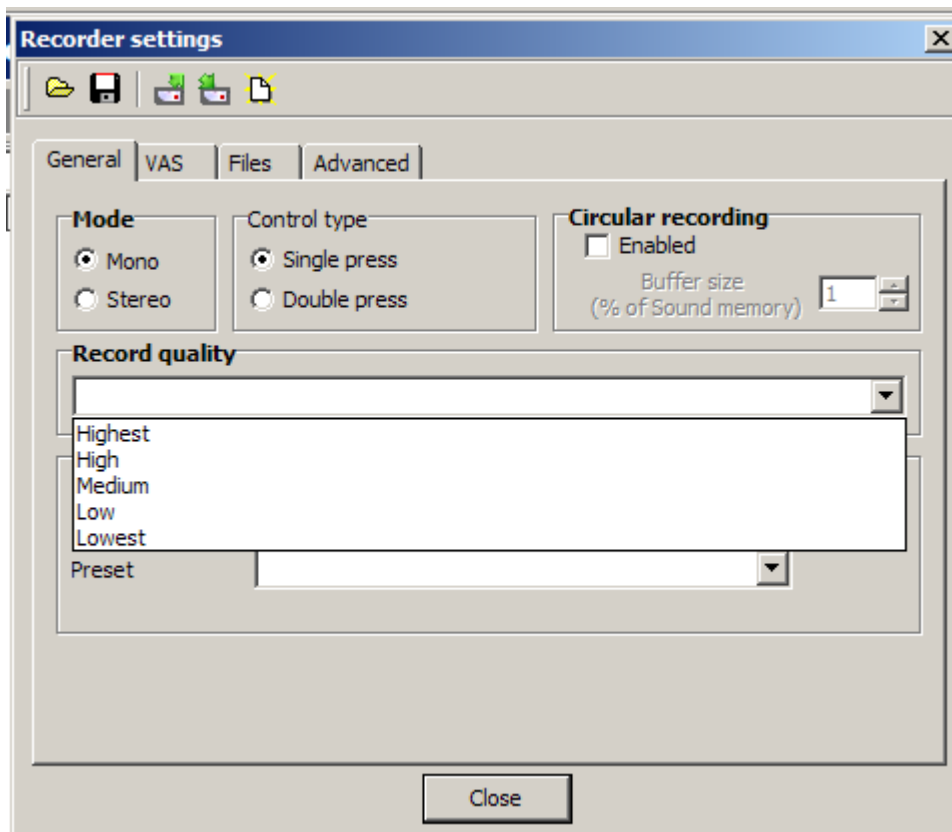 Recorder settings
General VAS Files Advanced
Mode
Mono
Stereo
Control type
Single press
Double press
Circular recording
Enabled
Buffer size
(% of Sound memory)
1
Record quality
Highest
High
Medium
Low
Lowest
Preset
Close